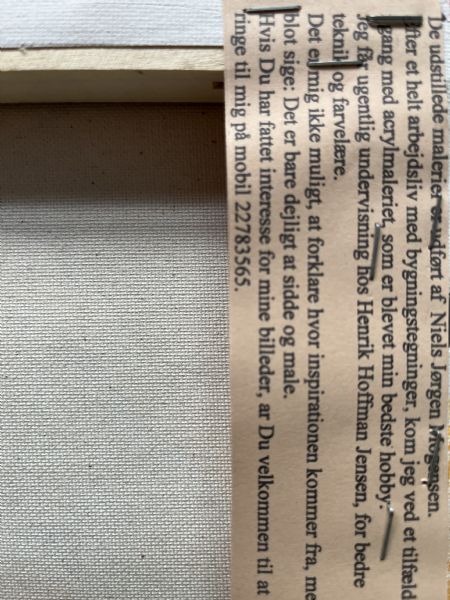 De udstillede malerier er udført af Niels Jørgen Mogensen.
Efter et helt arbejdsliv med bygningstegninger, kom jeg ved et tilfæld
igang med acrylmaleriet, som er blevet min bedste hobby.
Jeg får ugentlig undervisning hos Henrik Hoffman Jensen, for bedre
teknik og farvelære.
Det er mig ikke muligt, at forklare hvor inspirationen kommer fra, me
blot sige: Det er bare dejligt at sidde og male.
Hvis Du har fattet interesse for mine billeder, ar Du velkommen til at
ringe til mig på mobil 22783565.